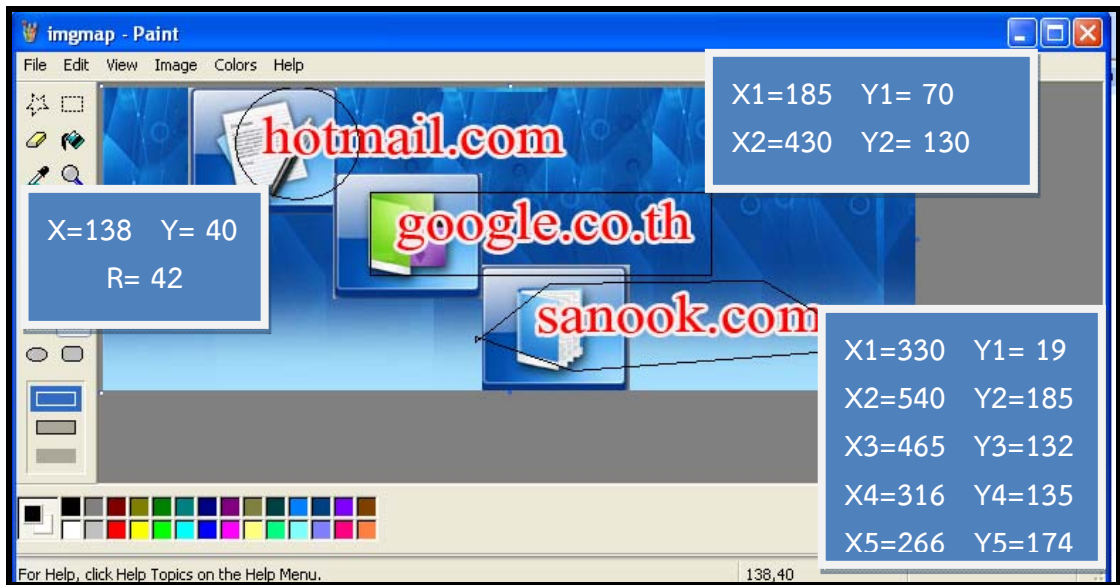 imgmap - Paint
File Edit View Image Colors Help
X1=185 Y1= 70
X2=430 Y2= 130
hotmail.com
X=138 Y= 40
R= 42
google.co.th
sanook.com
X1=330 Y1= 19
X2=540 Y2=185
X3=465 Y3=132
X4=316 Y4=135
X5=266 Y5=174
For Help, click Help Topics on the Help Menu.
138,40